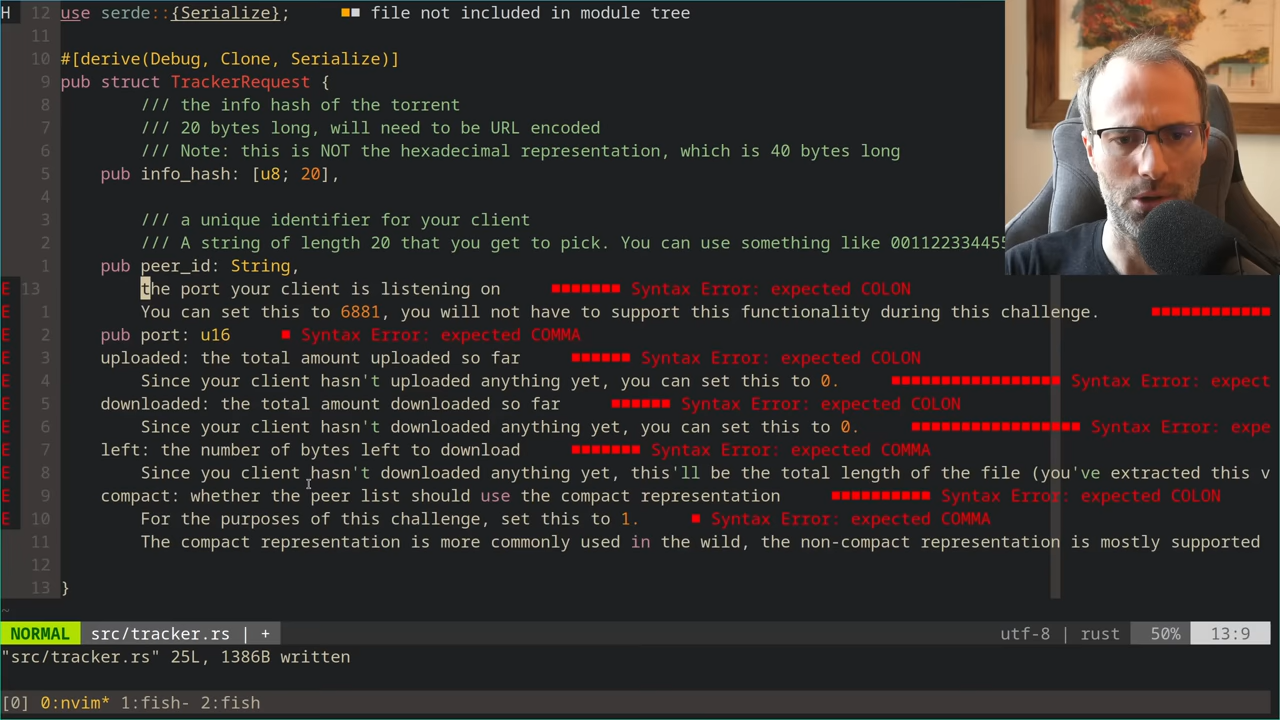 H 12 use serde::{Serialize}; file not included in module tree
11
10 #[derive(Debug, Clone, Serialize)]
9 pub struct TrackerRequest {
8 /// the info hash of the torrent
7 /// 20 bytes long, will need to be URL encoded
6 /// Note: this is NOT the hexadecimal representation, which is 40 bytes long
5 pub info_hash: [u8; 20],
4
3 /// a unique identifier for your client
2 /// A string of length 20 that you get to pick. You can use something like 001122334455
1 pub peer_id: String,
E 13 the port your client is listening on Syntax Error: expected COLON
E 1 You can set this to 6881, you will not have to support this functionality during this challenge.
E 2 pub port: u16 Syntax Error: expected COMMA
E 3 uploaded: the total amount uploaded so far Syntax Error: expected COLON
E 4 Since your client hasn't uploaded anything yet, you can set this to 0. Syntax Error: expect
E 5 downloaded: the total amount downloaded so far Syntax Error: expected COLON
E 6 Since your client hasn't downloaded anything yet, you can set this to 0. Syntax Error: expe
E 7 left: the number of bytes left to download Syntax Error: expected COMMA
E 8 Since you client hasn't downloaded anything yet, this'll be the total length of the file (you've extracted this v
E 9 compact: whether the peer list should use the compact representation Syntax Error: expected COLON
E 10 For the purposes of this challenge, set this to 1. Syntax Error: expected COMMA
11 The compact representation is more commonly used in the wild, the non-compact representation is mostly supported
12
13 }
~
NORMAL src/tracker.rs | + utf-8 | rust 50% 13:9
"src/tracker.rs" 25L, 1386B written
[0] 0:nvim* 1:fish- 2:fish